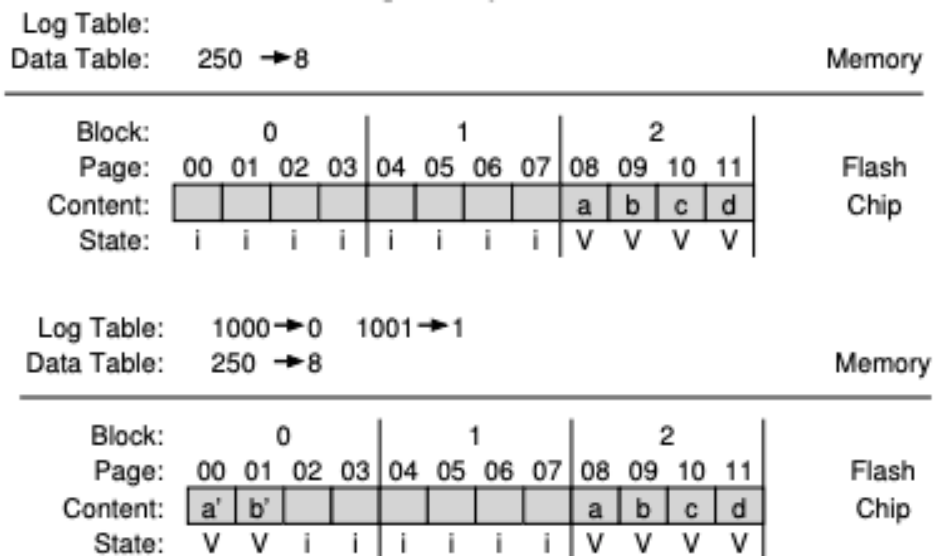 Log Table:
Data Table: 250 → 8 Memory
Block: 0 1 2
Page: 00 01 02 03 04 05 06 07 08 09 10 11 Flash
Content: a b c d Chip
State: i i i i i i i i V V V V
Log Table: 1000→0 1001→1
Data Table: 250 → 8 Memory
Block: 0 1 2
Page: 00 01 02 03 04 05 06 07 08 09 10 11 Flash
Content: a' b' a b c d Chip
State: V V i i i i i i V V V V